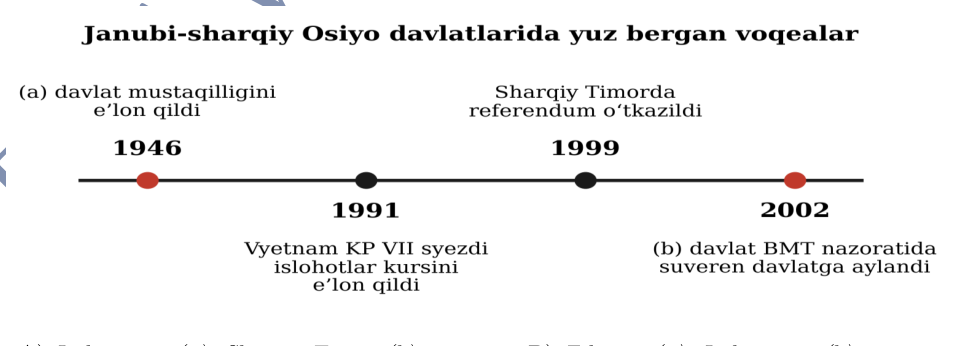 Janubi-sharqiy Osiyo davlatlarida yuz bergan voqealar
(a) davlat mustaqilligini
e’lon qildi
1946
Sharqiy Timorda
referendum o‘tkazildi
1999
1991
Vyetnam KP VII syezdi
islohotlar kursini
e’lon qildi
2002
(b) davlat BMT nazoratida
suveren davlatga aylandi